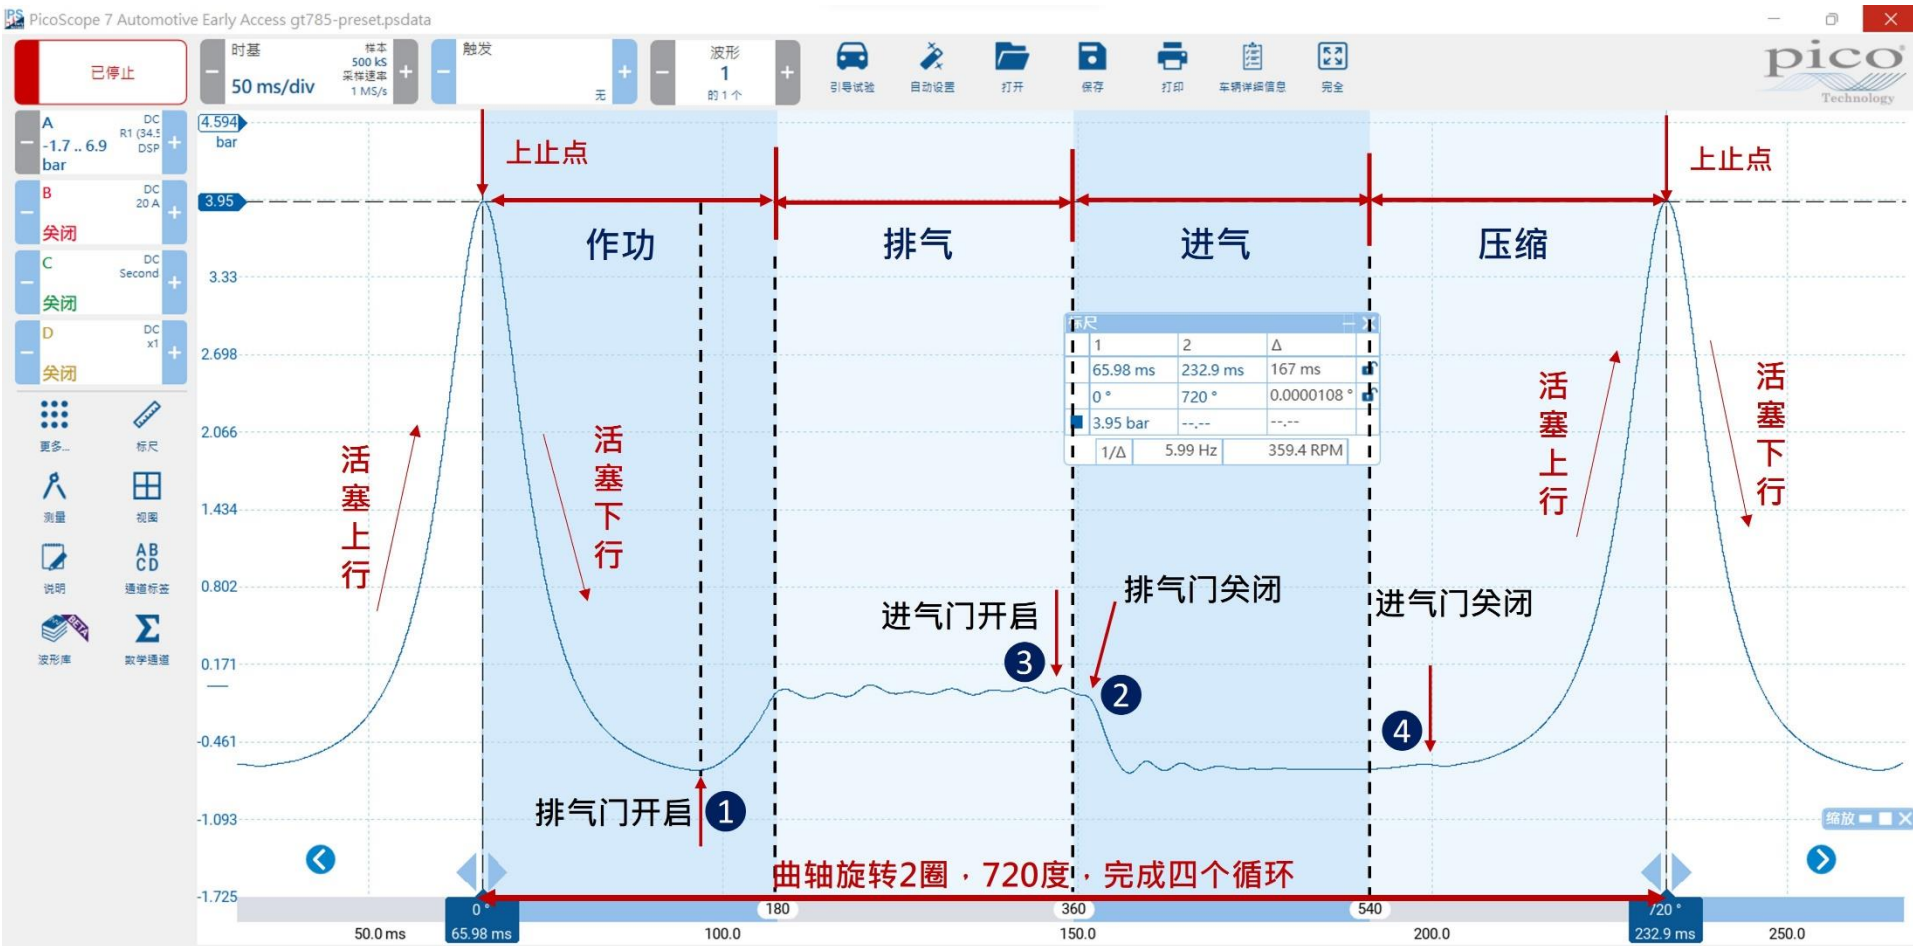 PicoScope 7 Automotive Early Access gt785-preset.psdata
已停止
时基
50 ms/div
样本
500 kS
采样速率
1 MS/s
触发
无
波形
1
的 1 个
引导试验
自动设置
打开
保存
打印
车辆详细信息
完全
pico
Technology
A
DC
R1 (34.5
DSP
-1.7 .. 6.9
bar
B
DC
20 A
关闭
C
DC
Second
关闭
D
DC
x1
关闭
更多...
标尺
测量
视图
说明
AB
CD
通道标签
BETA
波形库
数学通道
4.594
bar
3.95
3.33
2.698
2.066
1.434
0.802
0.171
-0.461
-1.093
-1.725
上止点
上止点
作功
排气
进气
压缩
标尺
1 2 Δ
65.98 ms 232.9 ms 167 ms
0 ° 720 ° 0.0000108 °
3.95 bar --.-- --.--
1/Δ 5.99 Hz 359.4 RPM
活塞上行
活塞下行
活塞上行
活塞下行
进气门开启
3
排气门关闭
2
进气门关闭
4
排气门开启
1
缩放
曲轴旋转2圈，720度，完成四个循环
0 ° 180 360 540 720 °
50.0 ms 65.98 ms 100.0 150.0 200.0 232.9 ms 250.0